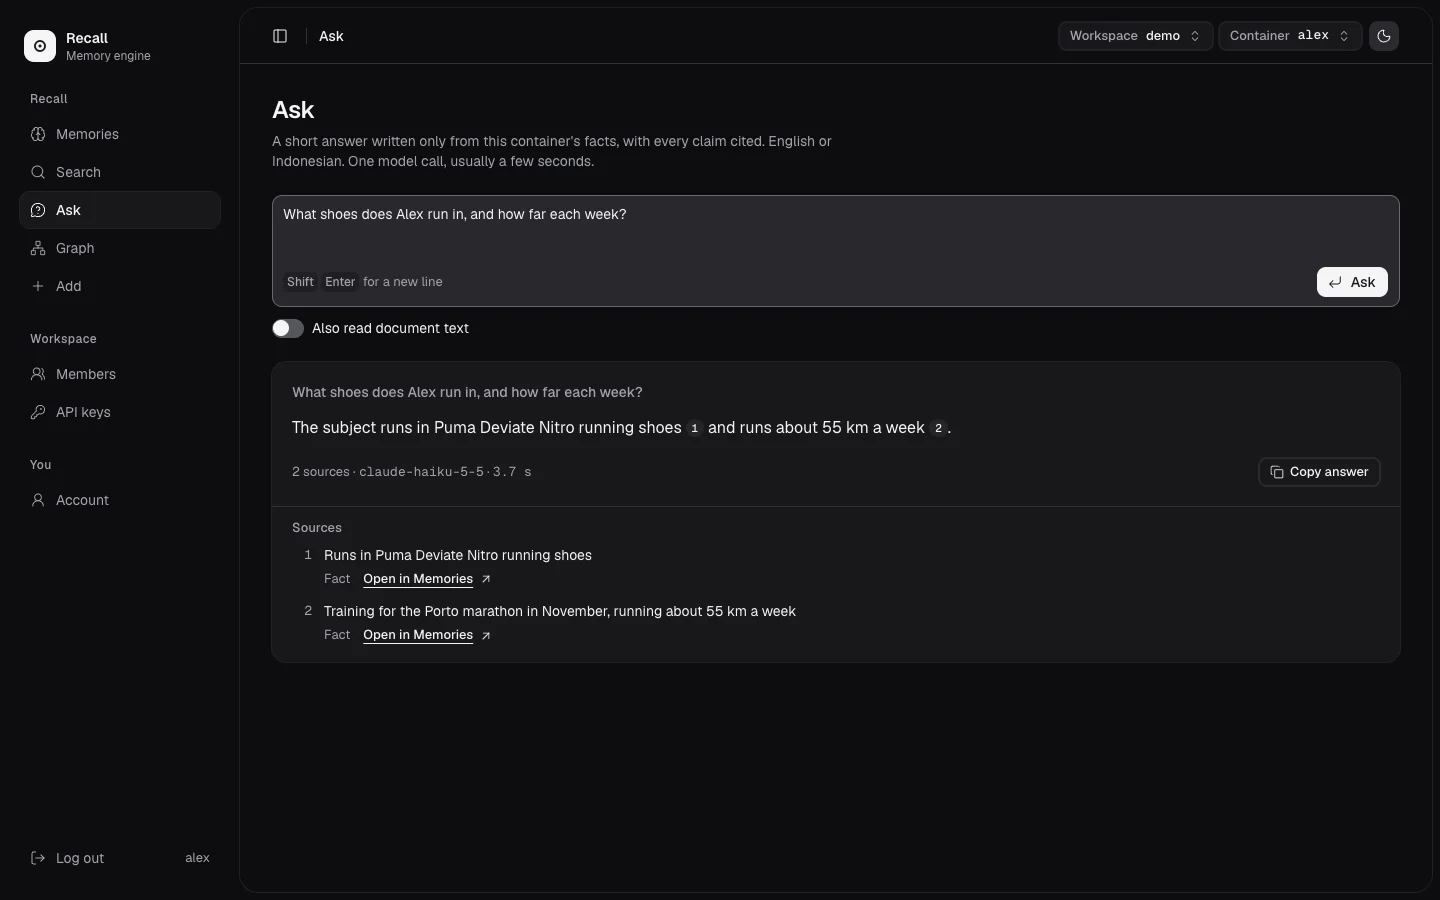 Recall
Memory engine
Recall
Memories
Search
Ask
Graph
Add
Workspace
Members
API keys
You
Account
Log out alex
Ask
Workspace demo
Container alex
Ask
A short answer written only from this container's facts, with every claim cited. English or
Indonesian. One model call, usually a few seconds.
What shoes does Alex run in, and how far each week?
Shift Enter for a new line
Ask
Also read document text
What shoes does Alex run in, and how far each week?
The subject runs in Puma Deviate Nitro running shoes 1 and runs about 55 km a week 2.
2 sources · claude-haiku-5-5 · 3.7 s
Copy answer
Sources
1 Runs in Puma Deviate Nitro running shoes
Fact Open in Memories
2 Training for the Porto marathon in November, running about 55 km a week
Fact Open in Memories